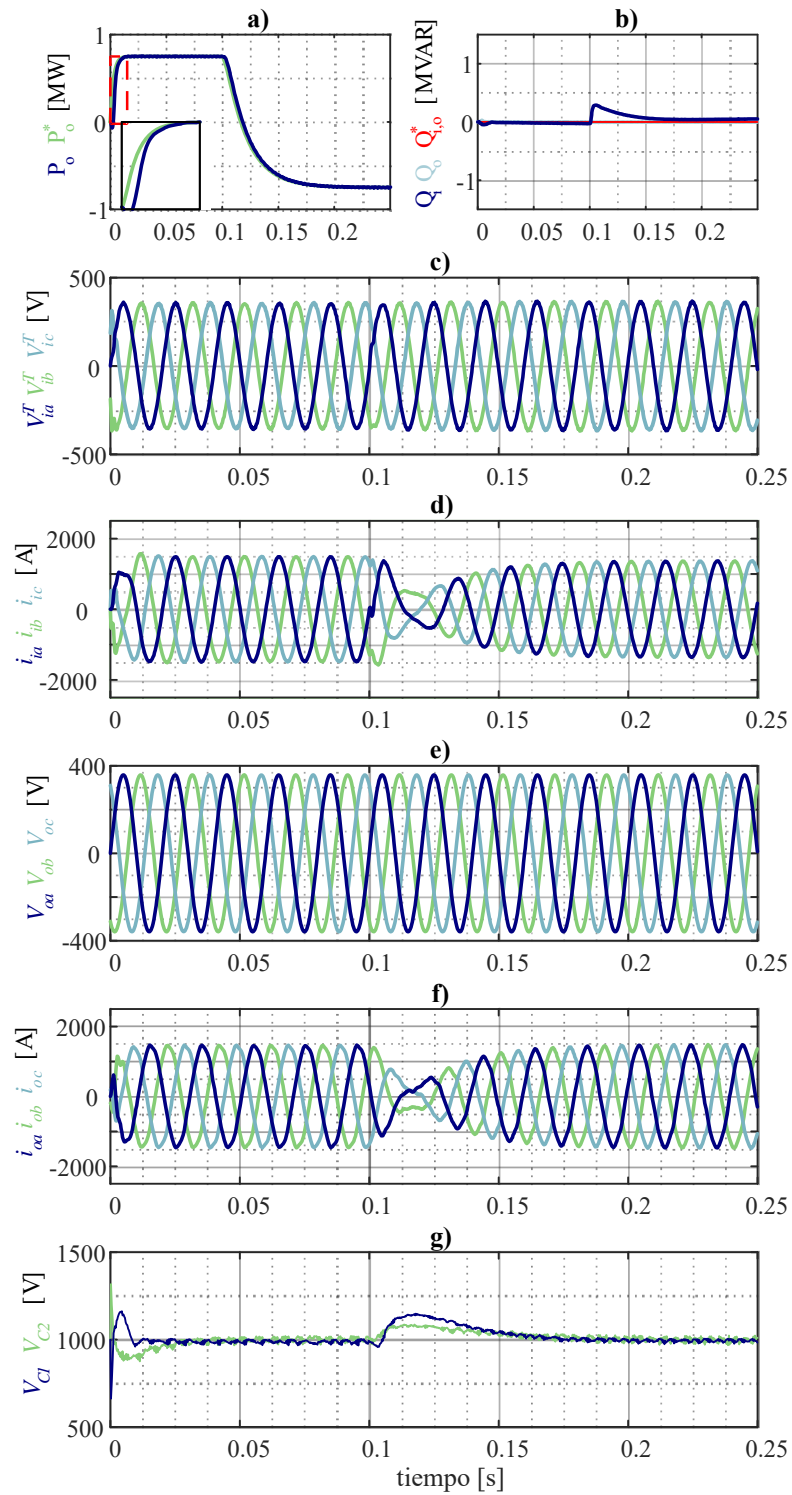 a)
P_o P_o^* [MW]
1
0
-1
0 0.05 0.1 0.15 0.2
b)
Q_i Q_o Q_{i,o}^* [MVAR]
1
0
-1
0 0.1 0.2
c)
V_{ia}^T V_{ib}^T V_{ic}^T [V]
500
0
-500
0 0.05 0.1 0.15 0.2 0.25
d)
i_{ia} i_{ib} i_{ic} [A]
2000
0
-2000
0 0.05 0.1 0.15 0.2 0.25
e)
V_{oa} V_{ob} V_{oc} [V]
400
0
-400
0 0.05 0.1 0.15 0.2 0.25
f)
i_{oa} i_{ob} i_{oc} [A]
2000
0
-2000
0 0.05 0.1 0.15 0.2 0.25
g)
V_{C1} V_{C2} [V]
1500
1000
500
0 0.05 0.1 0.15 0.2 0.25
tiempo [s]